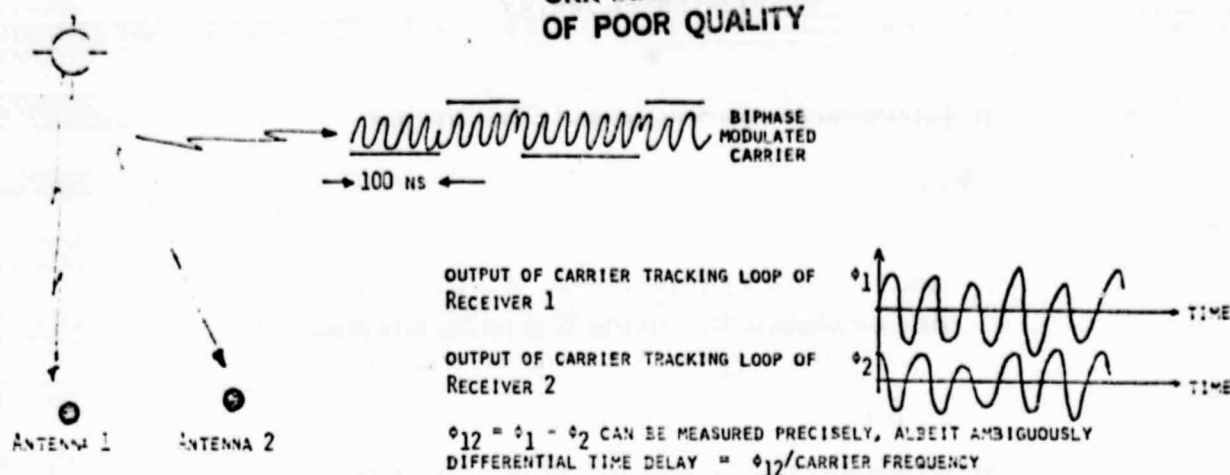 OF POOR QUALITY
BIPHASE
MODULATED
CARRIER
100 NS
OUTPUT OF CARRIER TRACKING LOOP OF
RECEIVER 1
Φ1
TIME
OUTPUT OF CARRIER TRACKING LOOP OF
RECEIVER 2
Φ2
TIME
ANTENNA 1
ANTENNA 2
Φ12 = Φ1 - Φ2 CAN BE MEASURED PRECISELY, ALBEIT AMBIGUOUSLY
DIFFERENTIAL TIME DELAY = Φ12/CARRIER FREQUENCY